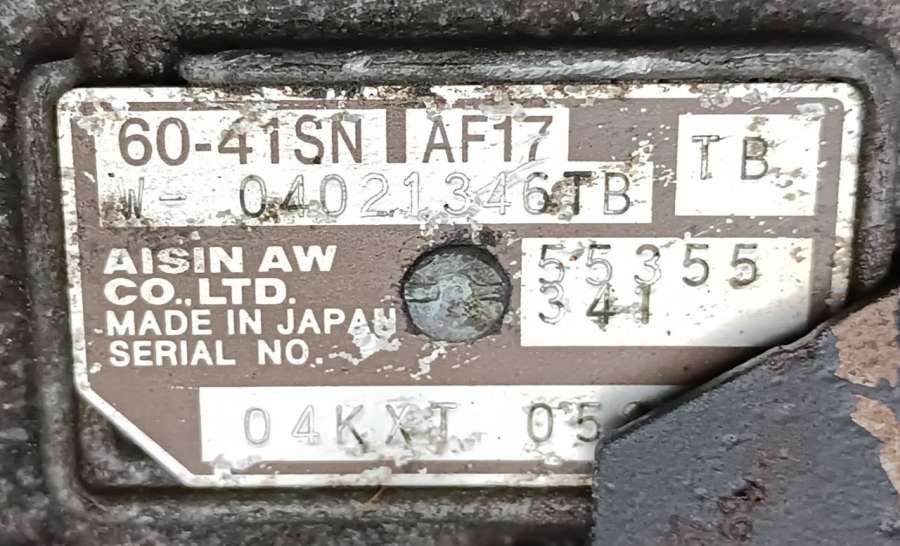 60-41SN AF17
TB
W- 04021346TB
AISIN AW
CO.,LTD.
MADE IN JAPAN
SERIAL NO.
55355
341
04KXT